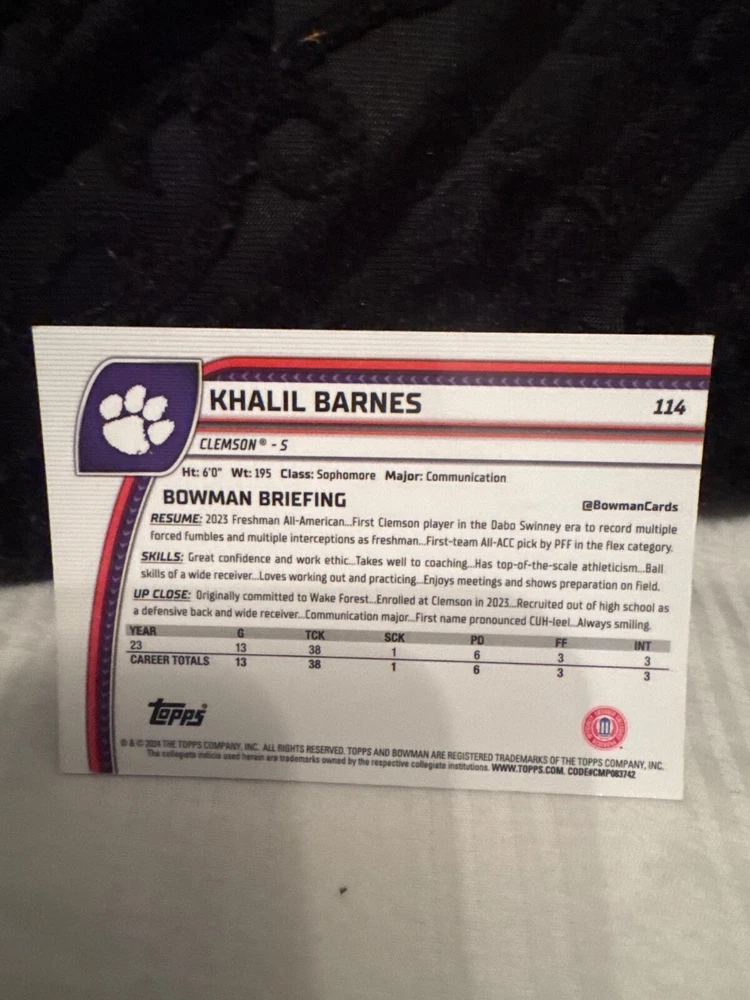 KHALIL BARNES
114
CLEMSON® - S
Ht: 6'0" Wt: 195 Class: Sophomore Major: Communication
BOWMAN BRIEFING
@BowmanCards
RESUME: 2023 Freshman All-American...First Clemson player in the Dabo Swinney era to record multiple
forced fumbles and multiple interceptions as freshman...First-team All-ACC pick by PFF in the flex category.
SKILLS: Great confidence and work ethic...Takes well to coaching...Has top-of-the-scale athleticism...Ball
skills of a wide receiver...Loves working out and practicing...Enjoys meetings and shows preparation on field.
UP CLOSE: Originally committed to Wake Forest...Enrolled at Clemson in 2023...Recruited out of high school as
a defensive back and wide receiver...Communication major...First name pronounced CUH-leel...Always smiling.
YEAR G TCK SCK PD FF INT
23 13 38 1 6 3 3
CAREER TOTALS 13 38 1 6 3 3
Topps
® & © 2024 THE TOPPS COMPANY, INC. ALL RIGHTS RESERVED. TOPPS AND BOWMAN ARE REGISTERED TRADEMARKS OF THE TOPPS COMPANY, INC.
The collegiate indicia used herein are trademarks owned by the respective collegiate institutions. WWW.TOPPS.COM. CODE#CMP083742